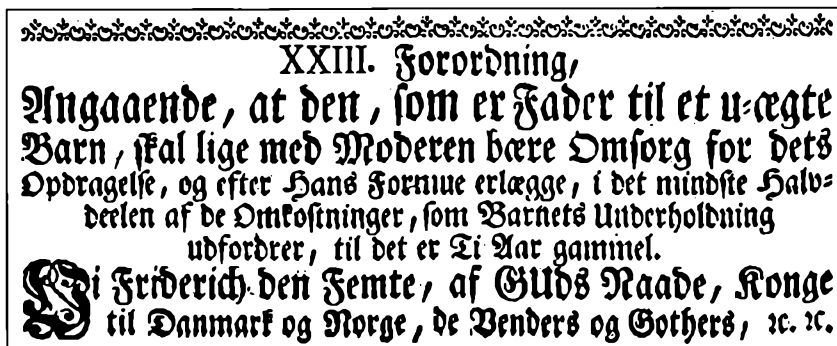 XXIII. Forordning,
Angaaende, at den, som er Fader til et u-ægte
Barn, skal lige med Moderen bære Omsorg for dets
Opdragelse, og efter Hans Formue erlægge, i det mindste Halv-
deelen af de Omkostninger, som Barnets Underholdning
udfordrer, til det er Ti Aar gammel.
Vi Friderich den Femte, af GUds Naade, Konge
til Danmark og Norge, de Venders og Gothers, ꝛc. ꝛc.